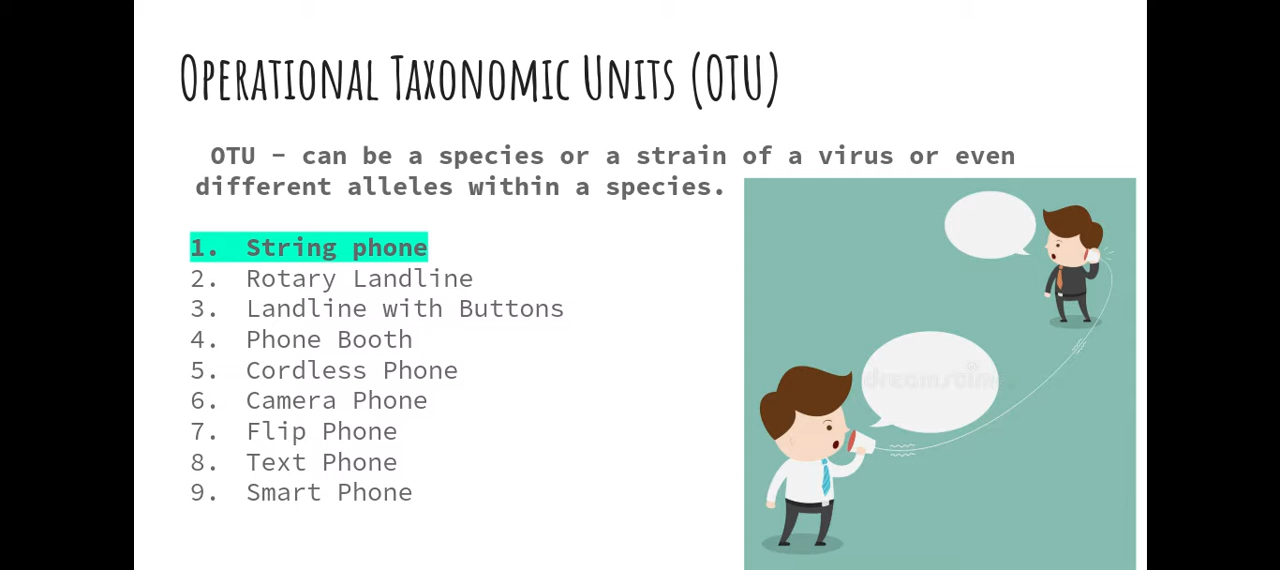 Operational Taxonomic Units (OTU)
OTU - can be a species or a strain of a virus or even
different alleles within a species.
1. String phone
2. Rotary Landline
3. Landline with Buttons
4. Phone Booth
5. Cordless Phone
6. Camera Phone
7. Flip Phone
8. Text Phone
9. Smart Phone
dreamstime